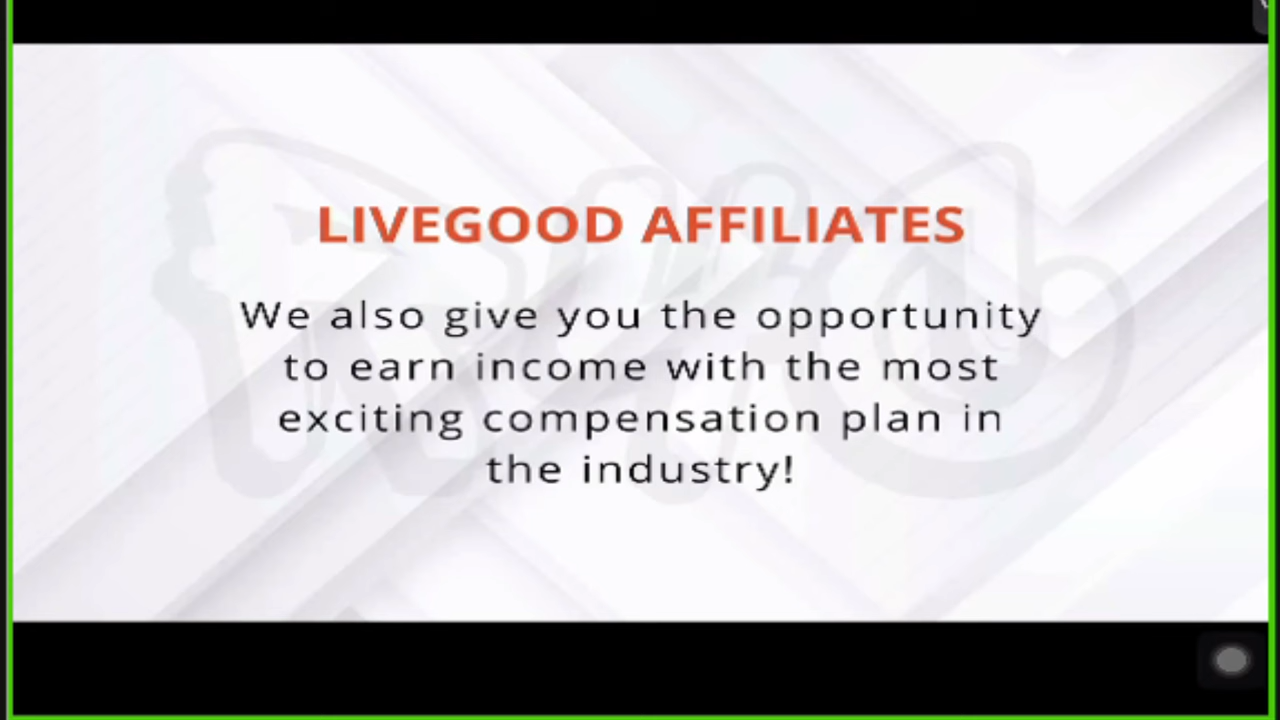 LIVEGOOD AFFILIATES
We also give you the opportunity
to earn income with the most
exciting compensation plan in
the industry!